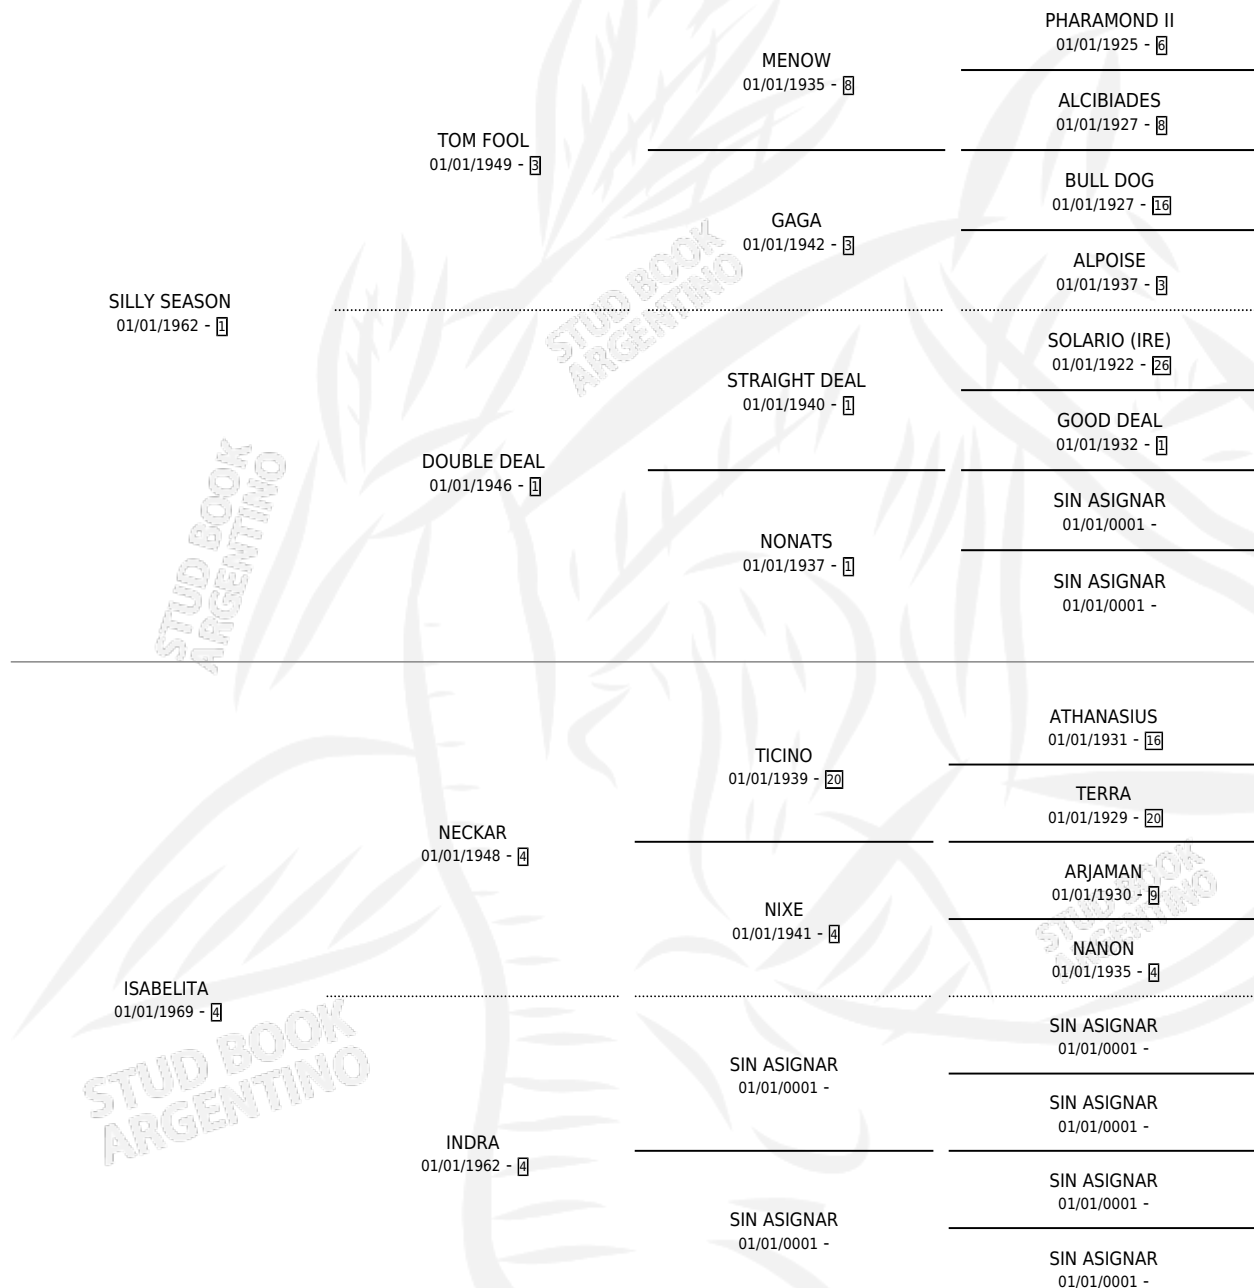 PHARAMOND II
01/01/1925 - 6
MENOW
01/01/1935 - 8
ALCIBIADES
01/01/1927 - 8
TOM FOOL
01/01/1949 - 3
BULL DOG
01/01/1927 - 16
GAGA
01/01/1942 - 3
ALPOISE
01/01/1937 - 3
SILLY SEASON
01/01/1962 - 1
SOLARIO (IRE)
01/01/1922 - 26
STRAIGHT DEAL
01/01/1940 - 1
GOOD DEAL
01/01/1932 - 1
DOUBLE DEAL
01/01/1946 - 1
SIN ASIGNAR
01/01/0001 -
NONATS
01/01/1937 - 1
SIN ASIGNAR
01/01/0001 -
STUD BOOK
ARGENTINO
STUD BOOK
ARGENTINO
ATHANASIUS
01/01/1931 - 16
TICINO
01/01/1939 - 20
TERRA
01/01/1929 - 20
NECKAR
01/01/1948 - 4
ARJAMAN
01/01/1930 - 9
NIXE
01/01/1941 - 4
NANON
01/01/1935 - 4
STUD BOOK
ARGENTINO
ISABELITA
01/01/1969 - 4
SIN ASIGNAR
01/01/0001 -
SIN ASIGNAR
01/01/0001 -
SIN ASIGNAR
01/01/0001 -
INDRA
01/01/1962 - 4
SIN ASIGNAR
01/01/0001 -
SIN ASIGNAR
01/01/0001 -
SIN ASIGNAR
01/01/0001 -
STUD BOOK
ARGENTINO